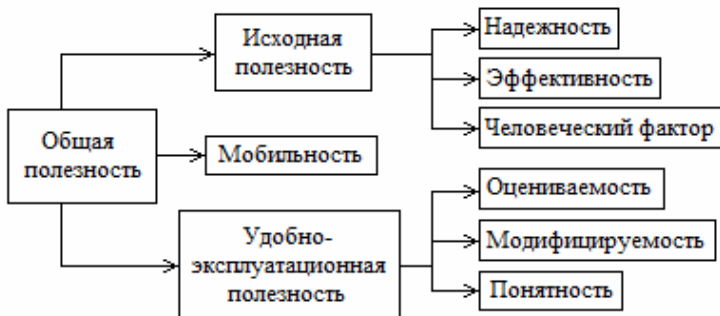 Общая
полезность
Исходная
полезность
Надежность
Эффективность
Человеческий фактор
Мобильность
Удобно-
эксплуатационная
полезность
Оцениваемость
Модифицируемость
Понятность